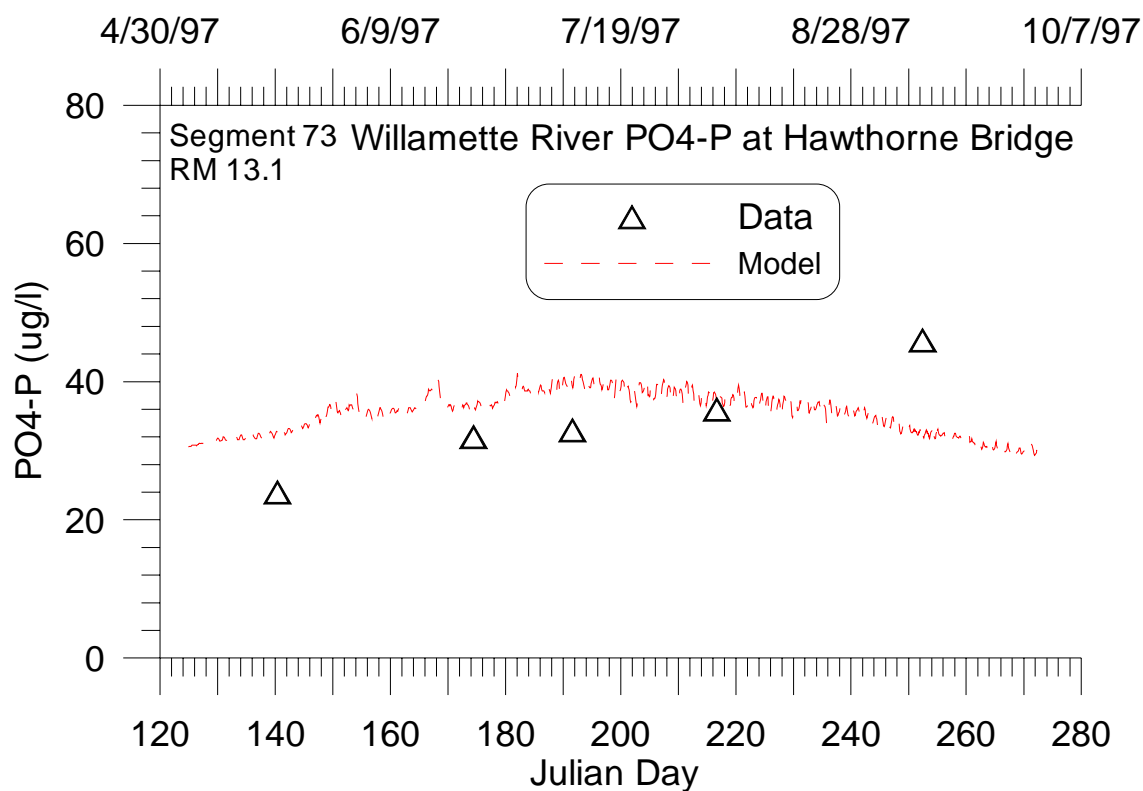 4/30/97 6/9/97 7/19/97 8/28/97 10/7/97
Segment 73 Willamette River PO4-P at Hawthorne Bridge
RM 13.1
Data
Model
PO4-P (ug/l)
80
60
40
20
0
120 140 160 180 200 220 240 260 280
Julian Day